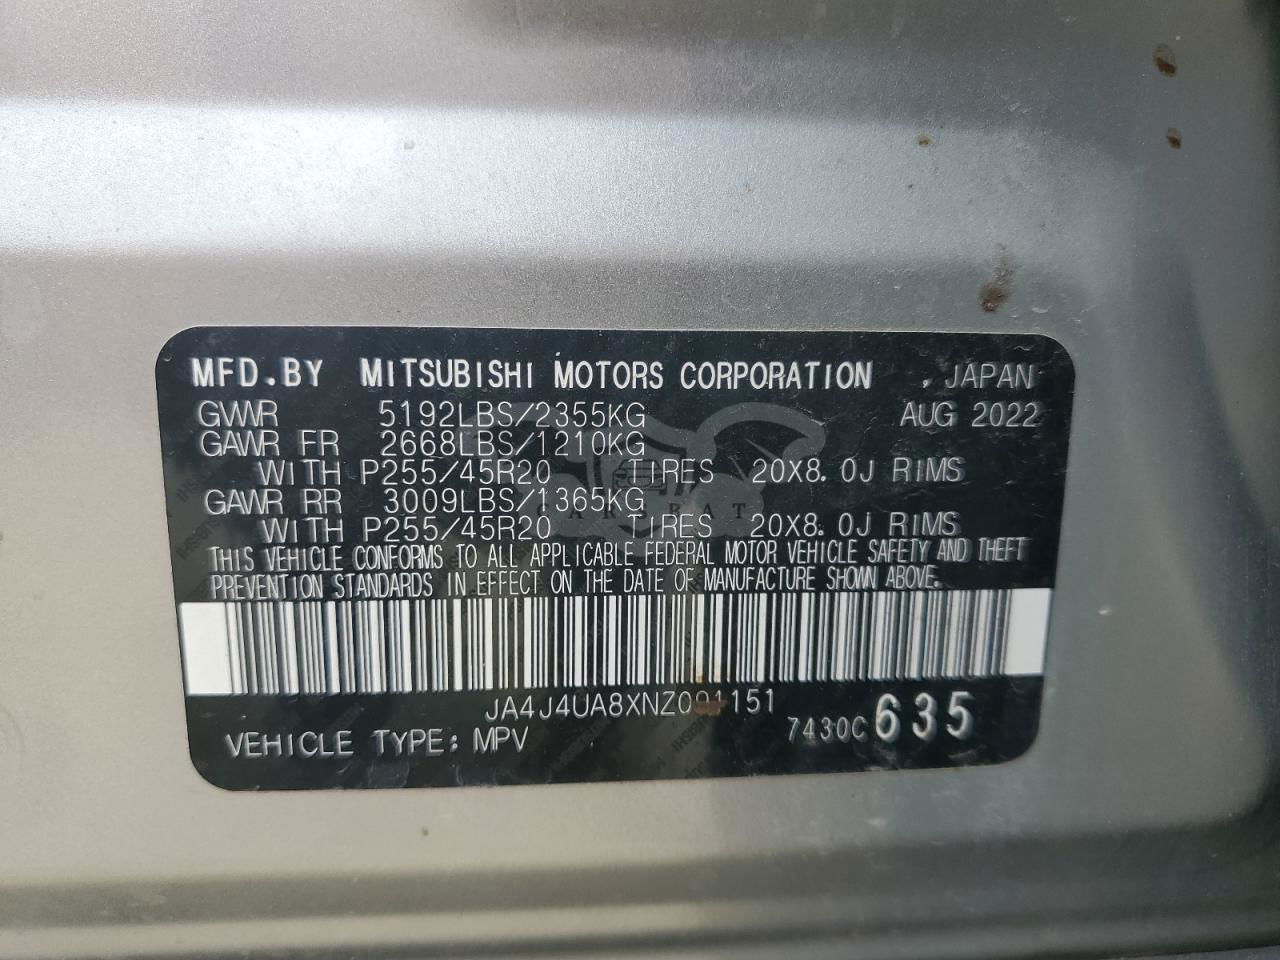 MFD.BY MITSUBISHI MOTORS CORPORATION , JAPAN
GVWR 5192LBS/2355KG AUG 2022
GAWR FR 2668LBS/1210KG
WITH P255/45R20 TIRES 20X8.0J RIMS
GAWR RR 3009LBS/1365KG
CARSBAT
WITH P255/45R20 TIRES 20X8.0J RIMS
THIS VEHICLE CONFORMS TO ALL APPLICABLE FEDERAL MOTOR VEHICLE SAFETY AND THEFT
PREVENTION STANDARDS IN EFFECT ON THE DATE OF MANUFACTURE SHOWN ABOVE.
JA4J4UA8XNZ091151
VEHICLE TYPE: MPV 7430C 635